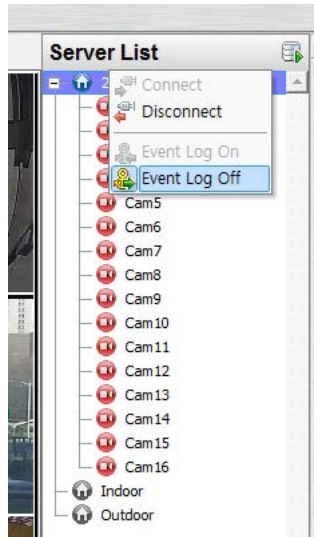 Server List
2
Connect
Disconnect
Event Log On
Event Log Off
Cam5
Cam6
Cam7
Cam8
Cam9
Cam10
Cam11
Cam12
Cam13
Cam14
Cam15
Cam16
Indoor
Outdoor